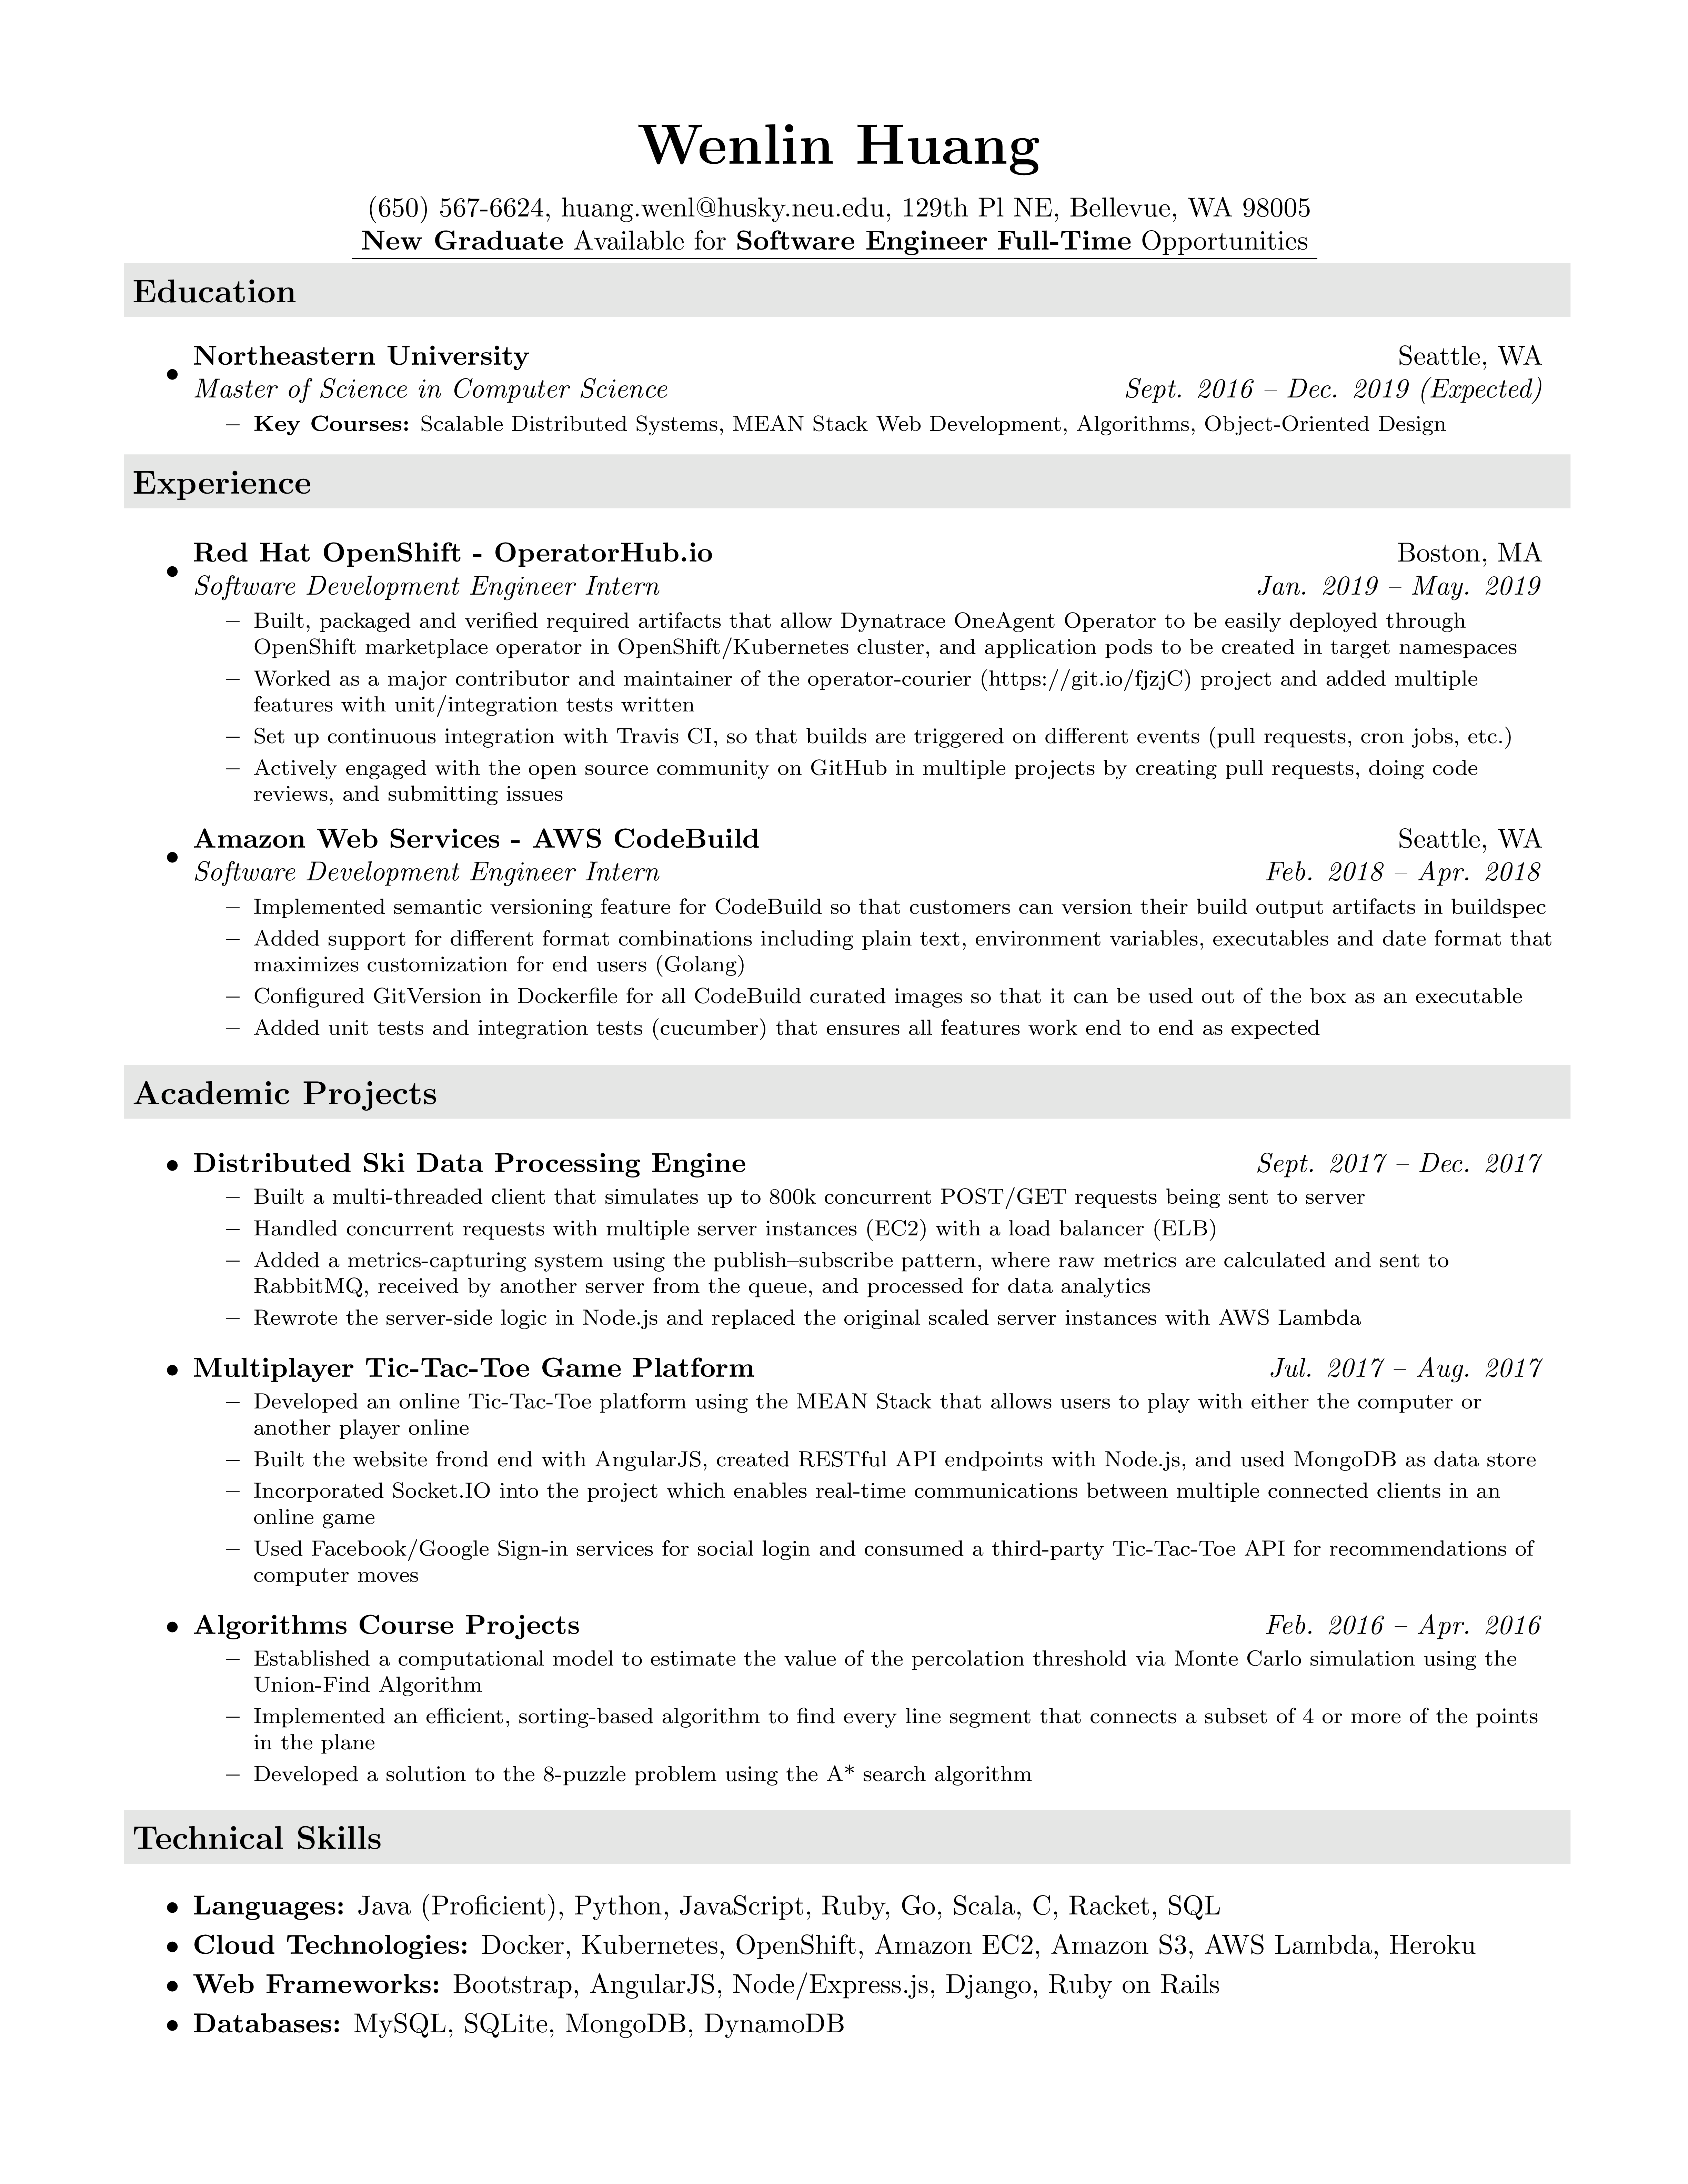 Wenlin Huang
(650) 567-6624, huang.wenl@husky.neu.edu, 129th Pl NE, Bellevue, WA 98005
New Graduate Available for Software Engineer Full-Time Opportunities
Education
• Northeastern University Seattle, WA
Master of Science in Computer Science Sept. 2016 – Dec. 2019 (Expected)
– Key Courses: Scalable Distributed Systems, MEAN Stack Web Development, Algorithms, Object-Oriented Design
Experience
• Red Hat OpenShift - OperatorHub.io Boston, MA
Software Development Engineer Intern Jan. 2019 – May. 2019
– Built, packaged and verified required artifacts that allow Dynatrace OneAgent Operator to be easily deployed through
OpenShift marketplace operator in OpenShift/Kubernetes cluster, and application pods to be created in target namespaces
– Worked as a major contributor and maintainer of the operator-courier (https://git.io/fjzjC) project and added multiple
features with unit/integration tests written
– Set up continuous integration with Travis CI, so that builds are triggered on different events (pull requests, cron jobs, etc.)
– Actively engaged with the open source community on GitHub in multiple projects by creating pull requests, doing code
reviews, and submitting issues
• Amazon Web Services - AWS CodeBuild Seattle, WA
Software Development Engineer Intern Feb. 2018 – Apr. 2018
– Implemented semantic versioning feature for CodeBuild so that customers can version their build output artifacts in buildspec
– Added support for different format combinations including plain text, environment variables, executables and date format that
maximizes customization for end users (Golang)
– Configured GitVersion in Dockerfile for all CodeBuild curated images so that it can be used out of the box as an executable
– Added unit tests and integration tests (cucumber) that ensures all features work end to end as expected
Academic Projects
• Distributed Ski Data Processing Engine Sept. 2017 – Dec. 2017
– Built a multi-threaded client that simulates up to 800k concurrent POST/GET requests being sent to server
– Handled concurrent requests with multiple server instances (EC2) with a load balancer (ELB)
– Added a metrics-capturing system using the publish–subscribe pattern, where raw metrics are calculated and sent to
RabbitMQ, received by another server from the queue, and processed for data analytics
– Rewrote the server-side logic in Node.js and replaced the original scaled server instances with AWS Lambda
• Multiplayer Tic-Tac-Toe Game Platform Jul. 2017 – Aug. 2017
– Developed an online Tic-Tac-Toe platform using the MEAN Stack that allows users to play with either the computer or
another player online
– Built the website frond end with AngularJS, created RESTful API endpoints with Node.js, and used MongoDB as data store
– Incorporated Socket.IO into the project which enables real-time communications between multiple connected clients in an
online game
– Used Facebook/Google Sign-in services for social login and consumed a third-party Tic-Tac-Toe API for recommendations of
computer moves
• Algorithms Course Projects Feb. 2016 – Apr. 2016
– Established a computational model to estimate the value of the percolation threshold via Monte Carlo simulation using the
Union-Find Algorithm
– Implemented an efficient, sorting-based algorithm to find every line segment that connects a subset of 4 or more of the points
in the plane
– Developed a solution to the 8-puzzle problem using the A* search algorithm
Technical Skills
• Languages: Java (Proficient), Python, JavaScript, Ruby, Go, Scala, C, Racket, SQL
• Cloud Technologies: Docker, Kubernetes, OpenShift, Amazon EC2, Amazon S3, AWS Lambda, Heroku
• Web Frameworks: Bootstrap, AngularJS, Node/Express.js, Django, Ruby on Rails
• Databases: MySQL, SQLite, MongoDB, DynamoDB